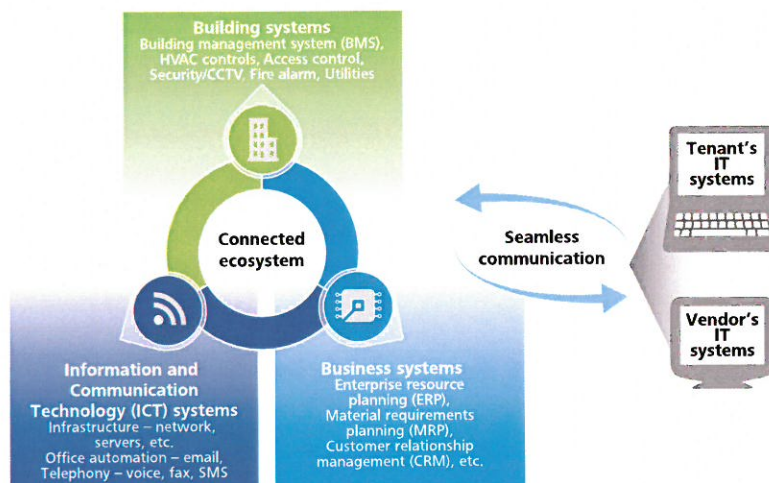 Building systems
Building management system (BMS),
HVAC controls, Access control,
Security/CCTV, Fire alarm, Utilities
Connected
ecosystem
Information and
Communication
Technology (ICT) systems
Infrastructure – network,
servers, etc.
Office automation – email,
Telephony – voice, fax, SMS
Business systems
Enterprise resource
planning (ERP),
Material requirements
planning (MRP),
Customer relationship
management (CRM), etc.
Seamless
communication
Tenant's
IT
systems
Vendor's
IT
systems